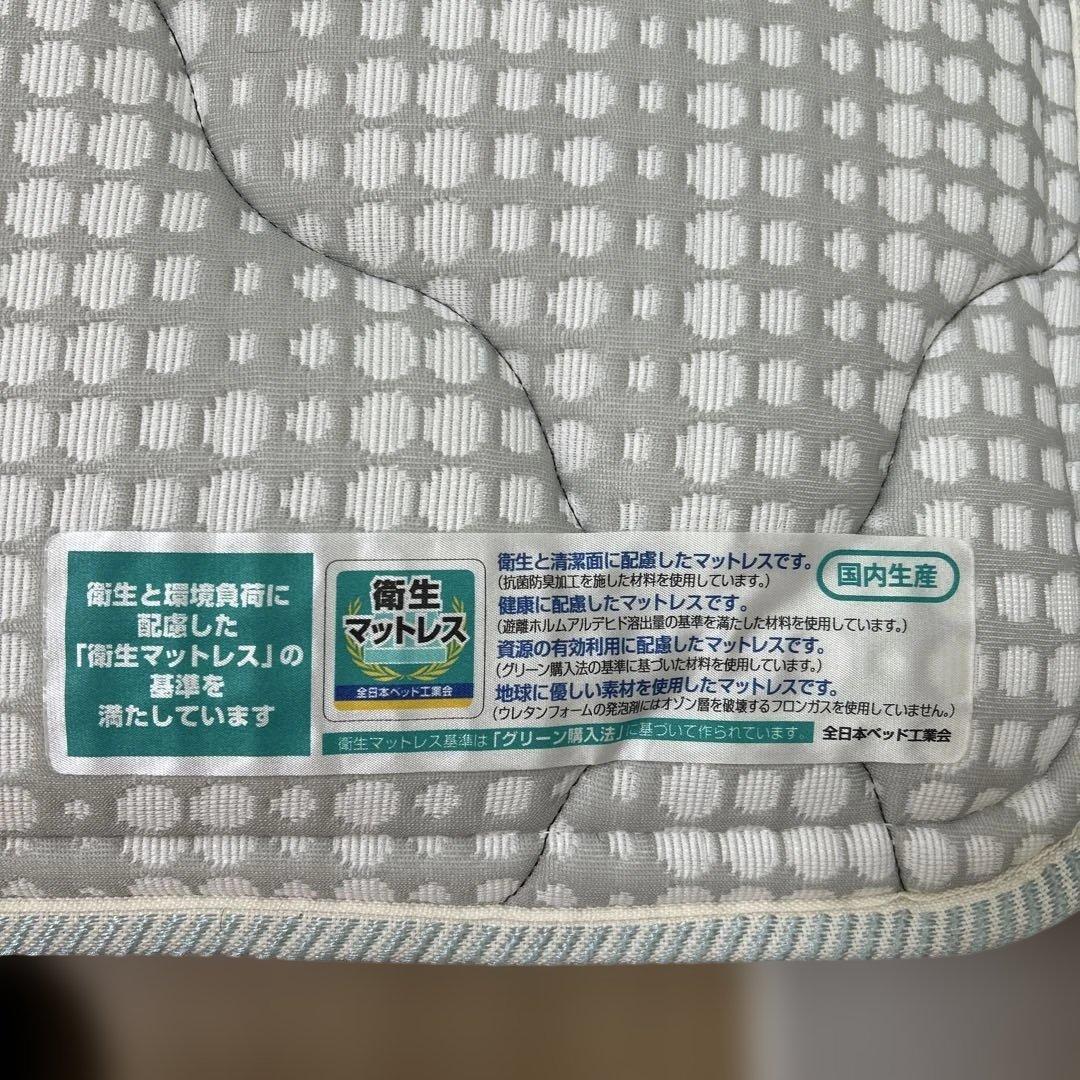 衛生と環境負荷に
配慮した
「衛生マットレス」の
基準を
満たしています
衛生
マットレス
全日本ベッド工業会
衛生と清潔面に配慮したマットレスです。
(抗菌防臭加工を施した材料を使用しています。)
国内生産
健康に配慮したマットレスです。
(遊離ホルムアルデヒド溶出量の基準を満たした材料を使用しています。)
資源の有効利用に配慮したマットレスです。
(グリーン購入法の基準に基づいた材料を使用しています。)
地球に優しい素材を使用したマットレスです。
(ウレタンフォームの発泡剤にはオゾン層を破壊するフロンガスを使用していません。)
衛生マットレス基準は「グリーン購入法」に基づいて作られています。
全日本ベッド工業会